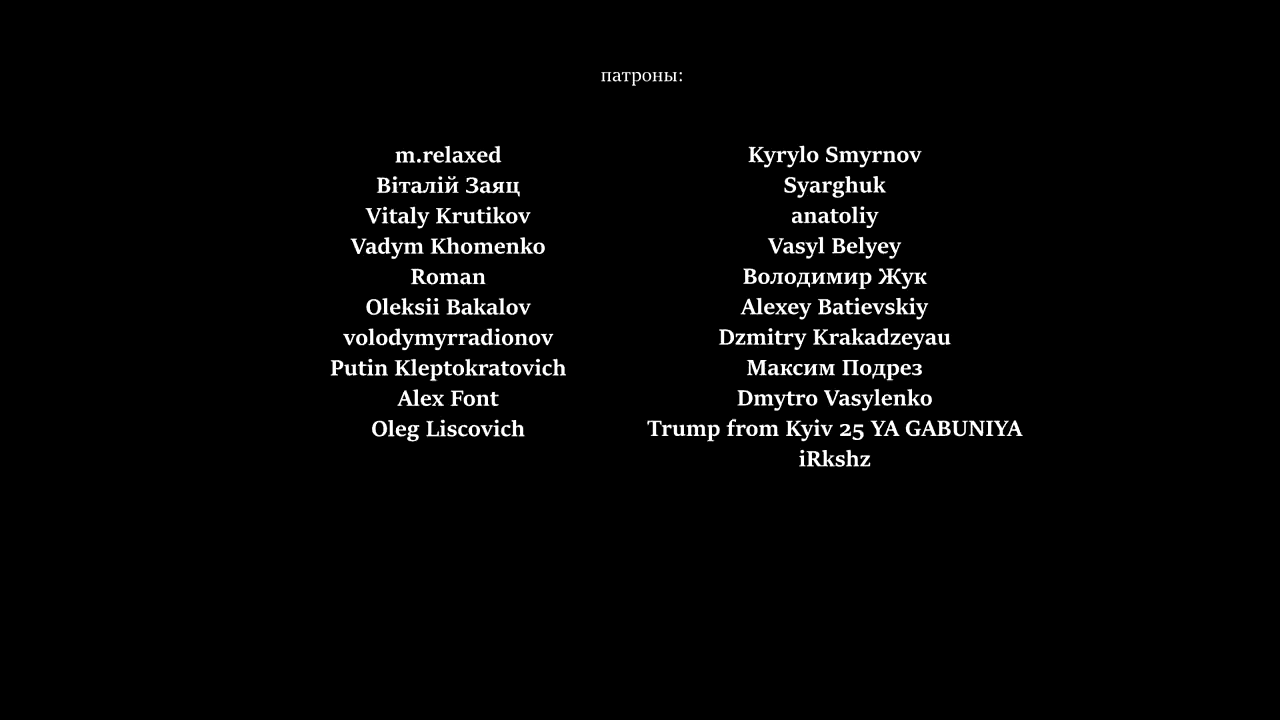 патроны:
m.relaxed
Віталій Заяц
Vitaly Krutikov
Vadym Khomenko
Roman
Oleksii Bakalov
volodymyrradionov
Putin Kleptokratovich
Alex Font
Oleg Liscovich
Kyrylo Smyrnov
Syarghuk
anatoliy
Vasyl Belyey
Володимир Жук
Alexey Batievskiy
Dzmitry Krakadzeyau
Максим Подрез
Dmytro Vasylenko
Trump from Kyiv 25 YA GABUNIYA
iRkshz